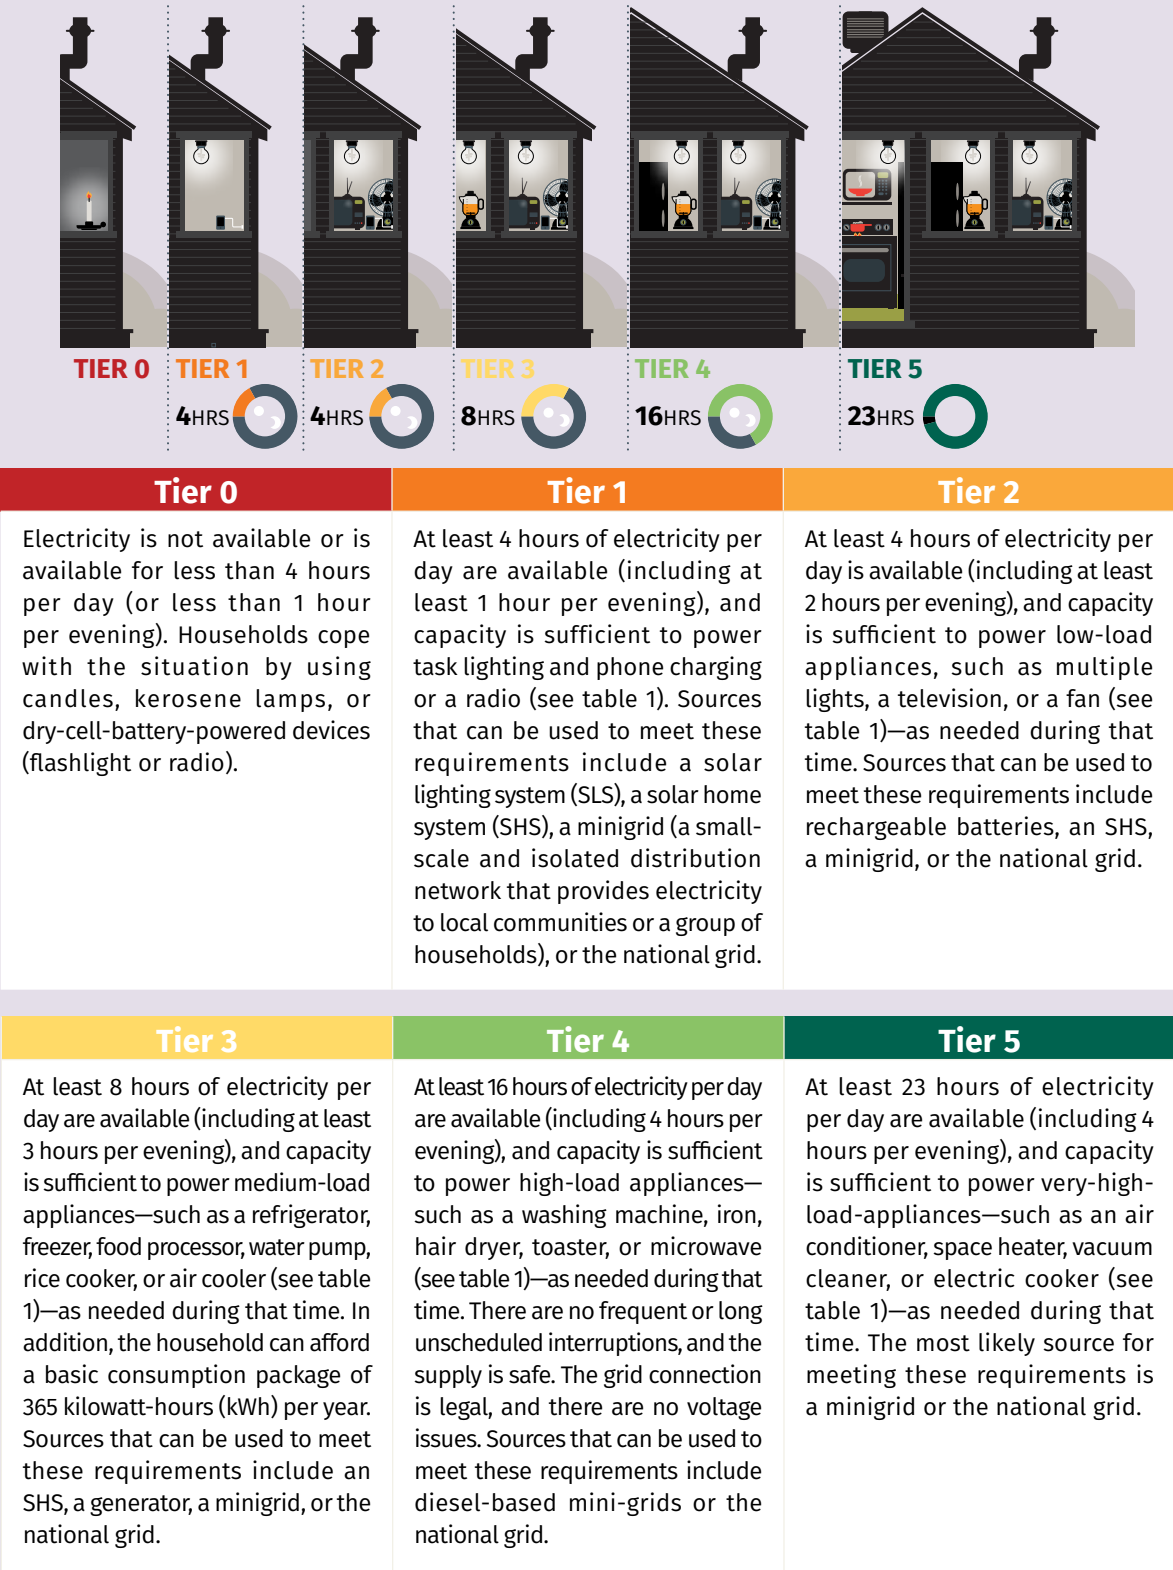 TIER 0
TIER 1
TIER 2
TIER 3
TIER 4
TIER 5
4HRS
4HRS
8HRS
16HRS
23HRS
Tier 0
Electricity is not available or is
available for less than 4 hours
per day (or less than 1 hour
per evening). Households cope
with the situation by using
candles, kerosene lamps, or
dry-cell-battery-powered devices
(flashlight or radio).
Tier 1
At least 4 hours of electricity per
day are available (including at
least 1 hour per evening), and
capacity is sufficient to power
task lighting and phone charging
or a radio (see table 1). Sources
that can be used to meet these
requirements include a solar
lighting system (SLS), a solar home
system (SHS), a minigrid (a small-
scale and isolated distribution
network that provides electricity
to local communities or a group of
households), or the national grid.
Tier 2
At least 4 hours of electricity per
day is available (including at least
2 hours per evening), and capacity
is sufficient to power low-load
appliances, such as multiple
lights, a television, or a fan (see
table 1)—as needed during that
time. Sources that can be used to
meet these requirements include
rechargeable batteries, an SHS,
a minigrid, or the national grid.
Tier 3
At least 8 hours of electricity per
day are available (including at least
3 hours per evening), and capacity
is sufficient to power medium-load
appliances—such as a refrigerator,
freezer, food processor, water pump,
rice cooker, or air cooler (see table
1)—as needed during that time. In
addition, the household can afford
a basic consumption package of
365 kilowatt-hours (kWh) per year.
Sources that can be used to meet
these requirements include an
SHS, a generator, a minigrid, or the
national grid.
Tier 4
At least 16 hours of electricity per day
are available (including 4 hours per
evening), and capacity is sufficient
to power high-load appliances—
such as a washing machine, iron,
hair dryer, toaster, or microwave
(see table 1)—as needed during that
time. There are no frequent or long
unscheduled interruptions, and the
supply is safe. The grid connection
is legal, and there are no voltage
issues. Sources that can be used to
meet these requirements include
diesel-based mini-grids or the
national grid.
Tier 5
At least 23 hours of electricity
per day are available (including 4
hours per evening), and capacity
is sufficient to power very-high-
load-appliances—such as an air
conditioner, space heater, vacuum
cleaner, or electric cooker (see
table 1)—as needed during that
time. The most likely source for
meeting these requirements is
a minigrid or the national grid.